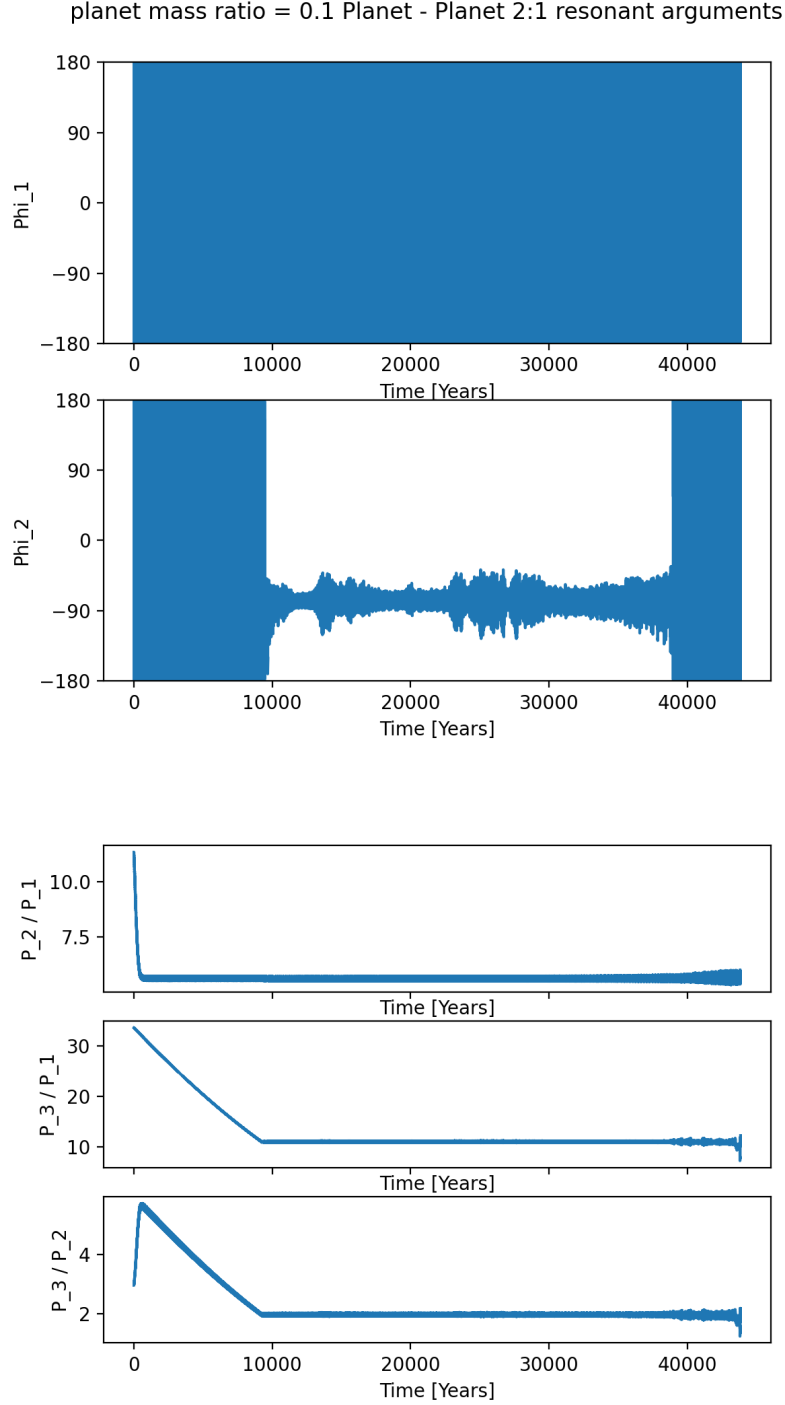 planet mass ratio = 0.1 Planet - Planet 2:1 resonant arguments
180
90
0
−90
−180
Phi_1
0 10000 20000 30000 40000
Time [Years]
180
90
0
−90
−180
Phi_2
0 10000 20000 30000 40000
Time [Years]
10.0
7.5
P_2 / P_1
Time [Years]
30
20
10
P_3 / P_1
Time [Years]
4
2
P_3 / P_2
0 10000 20000 30000 40000
Time [Years]